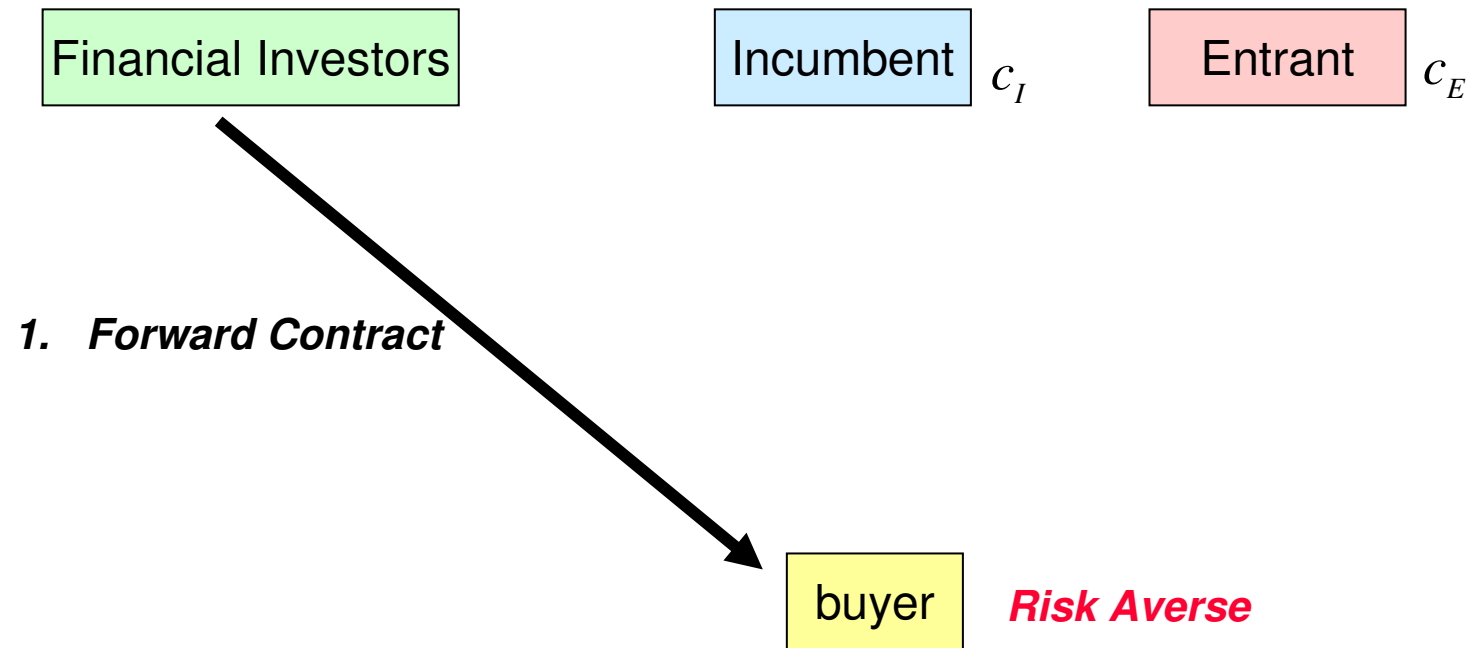 Financial Investors
Incumbent c_I
Entrant c_E
1. Forward Contract
buyer Risk Averse